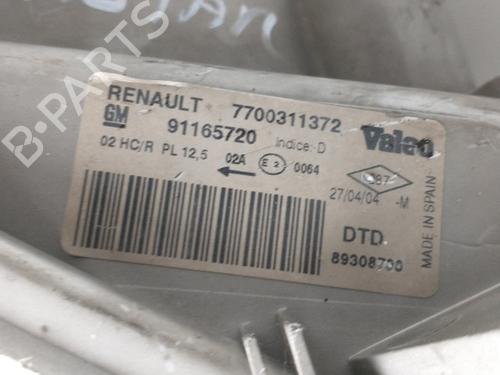 RENAULT 7700311372
GM 91165720 Indice:D Valeo
02 HC/R PL 12,5 02A E2 0064
27/04/04 -M
DTD
89308700
MADE IN SPAIN
B-PARTS